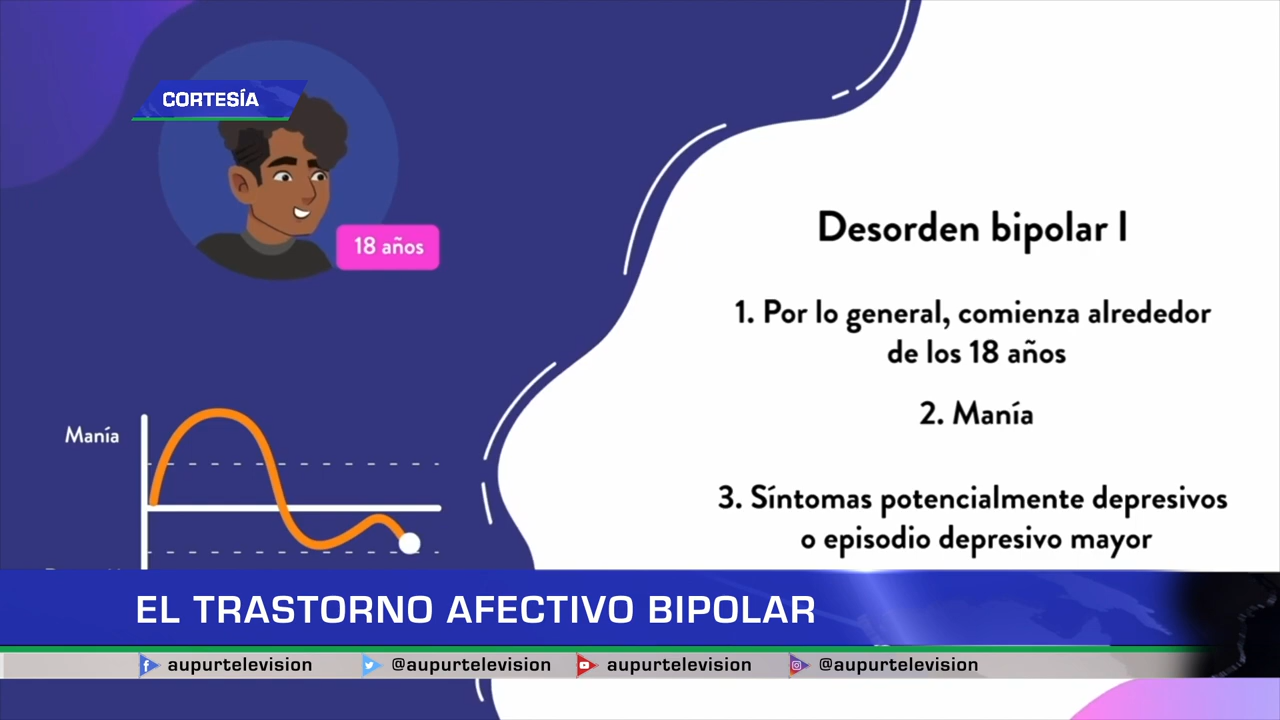 CORTESÍA
18 años
Desorden bipolar I
1. Por lo general, comienza alrededor
de los 18 años
2. Manía
3. Síntomas potencialmente depresivos
o episodio depresivo mayor
Manía
EL TRASTORNO AFECTIVO BIPOLAR
aupurtelevision @aupurtelevision aupurtelevision @aupurtelevision